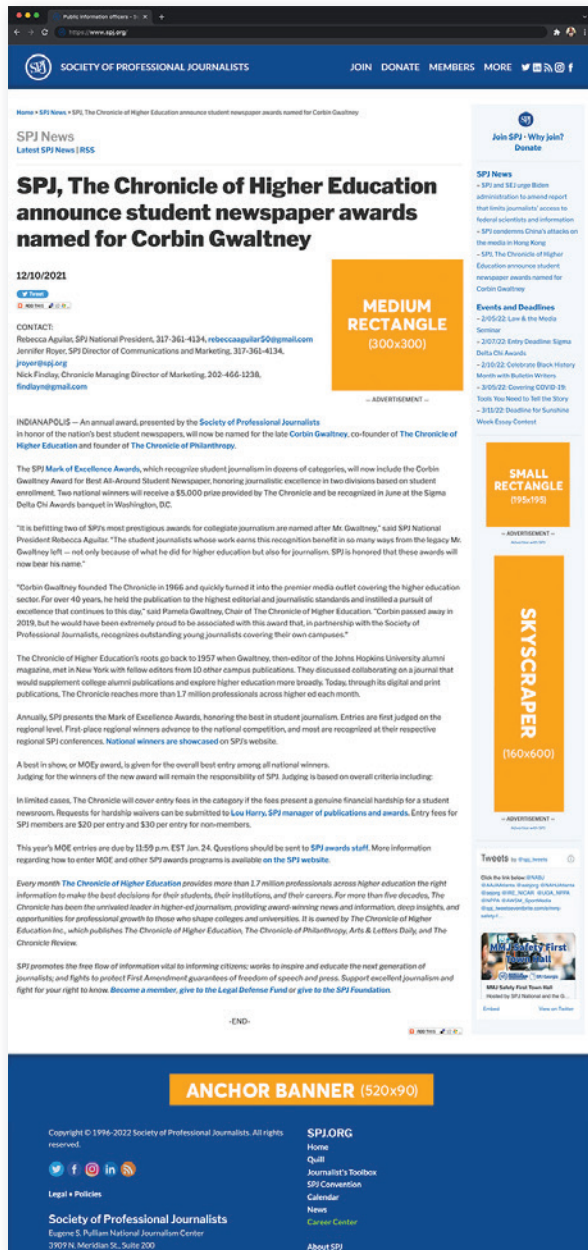 Public information officers - S
https://www.spj.org/
SPJ
SOCIETY OF PROFESSIONAL JOURNALISTS
JOIN DONATE MEMBERS MORE
Home » SPJ News » SPJ, The Chronicle of Higher Education announce student newspaper awards named for Corbin Gwaltney
SPJ News
Latest SPJ News | RSS
SPJ, The Chronicle of Higher Education
announce student newspaper awards
named for Corbin Gwaltney
12/10/2021
Tweet
ADD THIS
CONTACT:
Rebecca Aguilar, SPJ National President, 317-361-4134, rebeccaaguilar50@gmail.com
Jennifer Royer, SPJ Director of Communications and Marketing, 317-361-4134,
jroyer@spj.org
Nick Findlay, Chronicle Managing Director of Marketing, 202-466-1238,
findlayn@gmail.com
MEDIUM
RECTANGLE
(300x300)
-- ADVERTISEMENT --
INDIANAPOLIS — An annual award, presented by the Society of Professional Journalists
in honor of the nation's best student newspapers, will now be named for the late Corbin Gwaltney, co-founder of The Chronicle of
Higher Education and founder of The Chronicle of Philanthropy.
The SPJ Mark of Excellence Awards, which recognize student journalism in dozens of categories, will now include the Corbin
Gwaltney Award for Best All-Around Student Newspaper, honoring journalistic excellence in two divisions based on student
enrollment. Two national winners will receive a $5,000 prize provided by The Chronicle and be recognized in June at the Sigma
Delta Chi Awards banquet in Washington, D.C.
"It is befitting two of SPJ's most prestigious awards for collegiate journalism are named after Mr. Gwaltney," said SPJ National
President Rebecca Aguilar. "The student journalists whose work earns this recognition benefit in so many ways from the legacy Mr.
Gwaltney left — not only because of what he did for higher education but also for journalism. SPJ is honored that these awards will
now bear his name."
"Corbin Gwaltney founded The Chronicle in 1966 and quickly turned it into the premier media outlet covering the higher education
sector. For over 40 years, he held the publication to the highest editorial and journalistic standards and instilled a pursuit of
excellence that continues to this day," said Pamela Gwaltney, Chair of The Chronicle of Higher Education. "Corbin passed away in
2019, but he would have been extremely proud to be associated with this award that, in partnership with the Society of
Professional Journalists, recognizes outstanding young journalists covering their own campuses."
The Chronicle of Higher Education's roots go back to 1957 when Gwaltney, then-editor of the Johns Hopkins University alumni
magazine, met in New York with fellow editors from 10 other campus publications. They discussed collaborating on a journal that
would supplement college alumni publications and explore higher education more broadly. Today, through its digital and print
publications, The Chronicle reaches more than 1.7 million professionals across higher ed each month.
Annually, SPJ presents the Mark of Excellence Awards, honoring the best in student journalism. Entries are first judged on the
regional level. First-place regional winners advance to the national competition, and most are recognized at their respective
regional SPJ conferences. National winners are showcased on SPJ's website.
A best in show, or MOEy award, is given for the overall best entry among all national winners.
Judging for the winners of the new award will remain the responsibility of SPJ. Judging is based on overall criteria including:
In limited cases, The Chronicle will cover entry fees in the category if the fees present a genuine financial hardship for a student
newsroom. Requests for hardship waivers can be submitted to Lou Harry, SPJ manager of publications and awards. Entry fees for
SPJ members are $20 per entry and $30 per entry for non-members.
This year's MOE entries are due by 11:59 p.m. EST Jan. 24. Questions should be sent to SPJ awards staff. More information
regarding how to enter MOE and other SPJ awards programs is available on the SPJ website.
Every month The Chronicle of Higher Education provides more than 1.7 million professionals across higher education the right
information to make the best decisions for their students, their institutions, and their careers. For more than five decades, The
Chronicle has been the unrivaled leader in higher-ed journalism, providing award-winning news and information, deep insights, and
opportunities for professional growth to those who shape colleges and universities. It is owned by The Chronicle of Higher
Education Inc., which publishes The Chronicle of Higher Education, The Chronicle of Philanthropy, Arts & Letters Daily, and The
Chronicle Review.
SPJ promotes the free flow of information vital to informing citizens; works to inspire and educate the next generation of
journalists; and fights to protect First Amendment guarantees of freedom of speech and press. Support excellent journalism and
fight for your right to know. Become a member, give to the Legal Defense Fund or give to the SPJ Foundation.
-END-
ADD THIS
SPJ
Join SPJ • Why join?
Donate
SPJ News
» SPJ and SEJ urge Biden
administration to amend report
that limits journalists' access to
federal scientists and information
» SPJ condemns China's attacks on
the media in Hong Kong
» SPJ, The Chronicle of Higher
Education announce student
newspaper awards named for
Corbin Gwaltney
Events and Deadlines
» 2/05/22: Law & the Media
Seminar
» 2/07/22: Entry Deadline: Sigma
Delta Chi Awards
» 2/10/22: Celebrate Black History
Month with Bulletin Writers
» 3/05/22: Covering COVID-19:
Tools You Need to Tell the Story
» 3/11/22: Deadline for Sunshine
Week Essay Contest
SMALL
RECTANGLE
(195x195)
-- ADVERTISEMENT --
Advertise with SPJ
SKYSCRAPER
(160x600)
-- ADVERTISEMENT --
Advertise with SPJ
Tweets by @spj_tweets
Click the link below @NABJ
MMJ Safety First
Town Hall
MMJ Safety First Town Hall
Hosted by SPJ National and the G...
Embed
View on Twitter
ANCHOR BANNER (520x90)
Copyright © 1996-2022 Society of Professional Journalists. All rights
reserved.
Legal • Policies
Society of Professional Journalists
Eugene S. Pulliam National Journalism Center
3909 N. Meridian St., Suite 200
SPJ.ORG
Home
Quill
Journalist's Toolbox
SPJ Convention
Calendar
News
Career Center
About SPJ